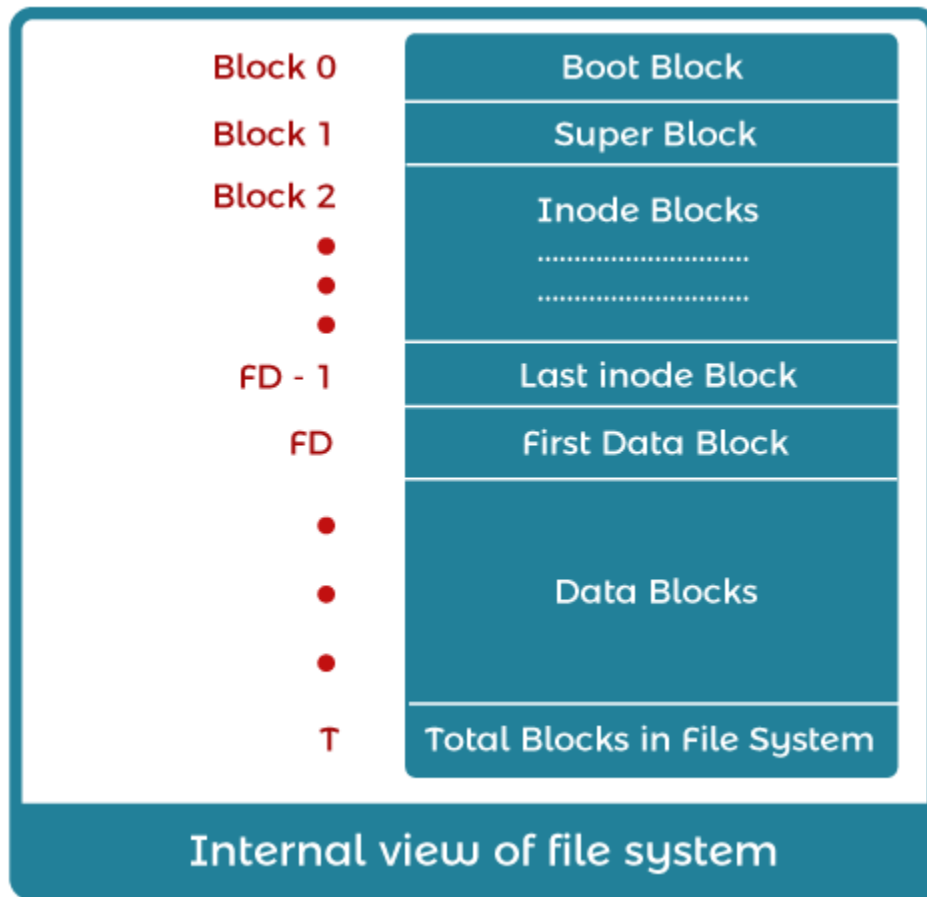 Block 0 Boot Block
Block 1 Super Block
Block 2 Inode Blocks
.............................
.............................
FD - 1 Last inode Block
FD First Data Block
Data Blocks
T Total Blocks in File System
Internal view of file system